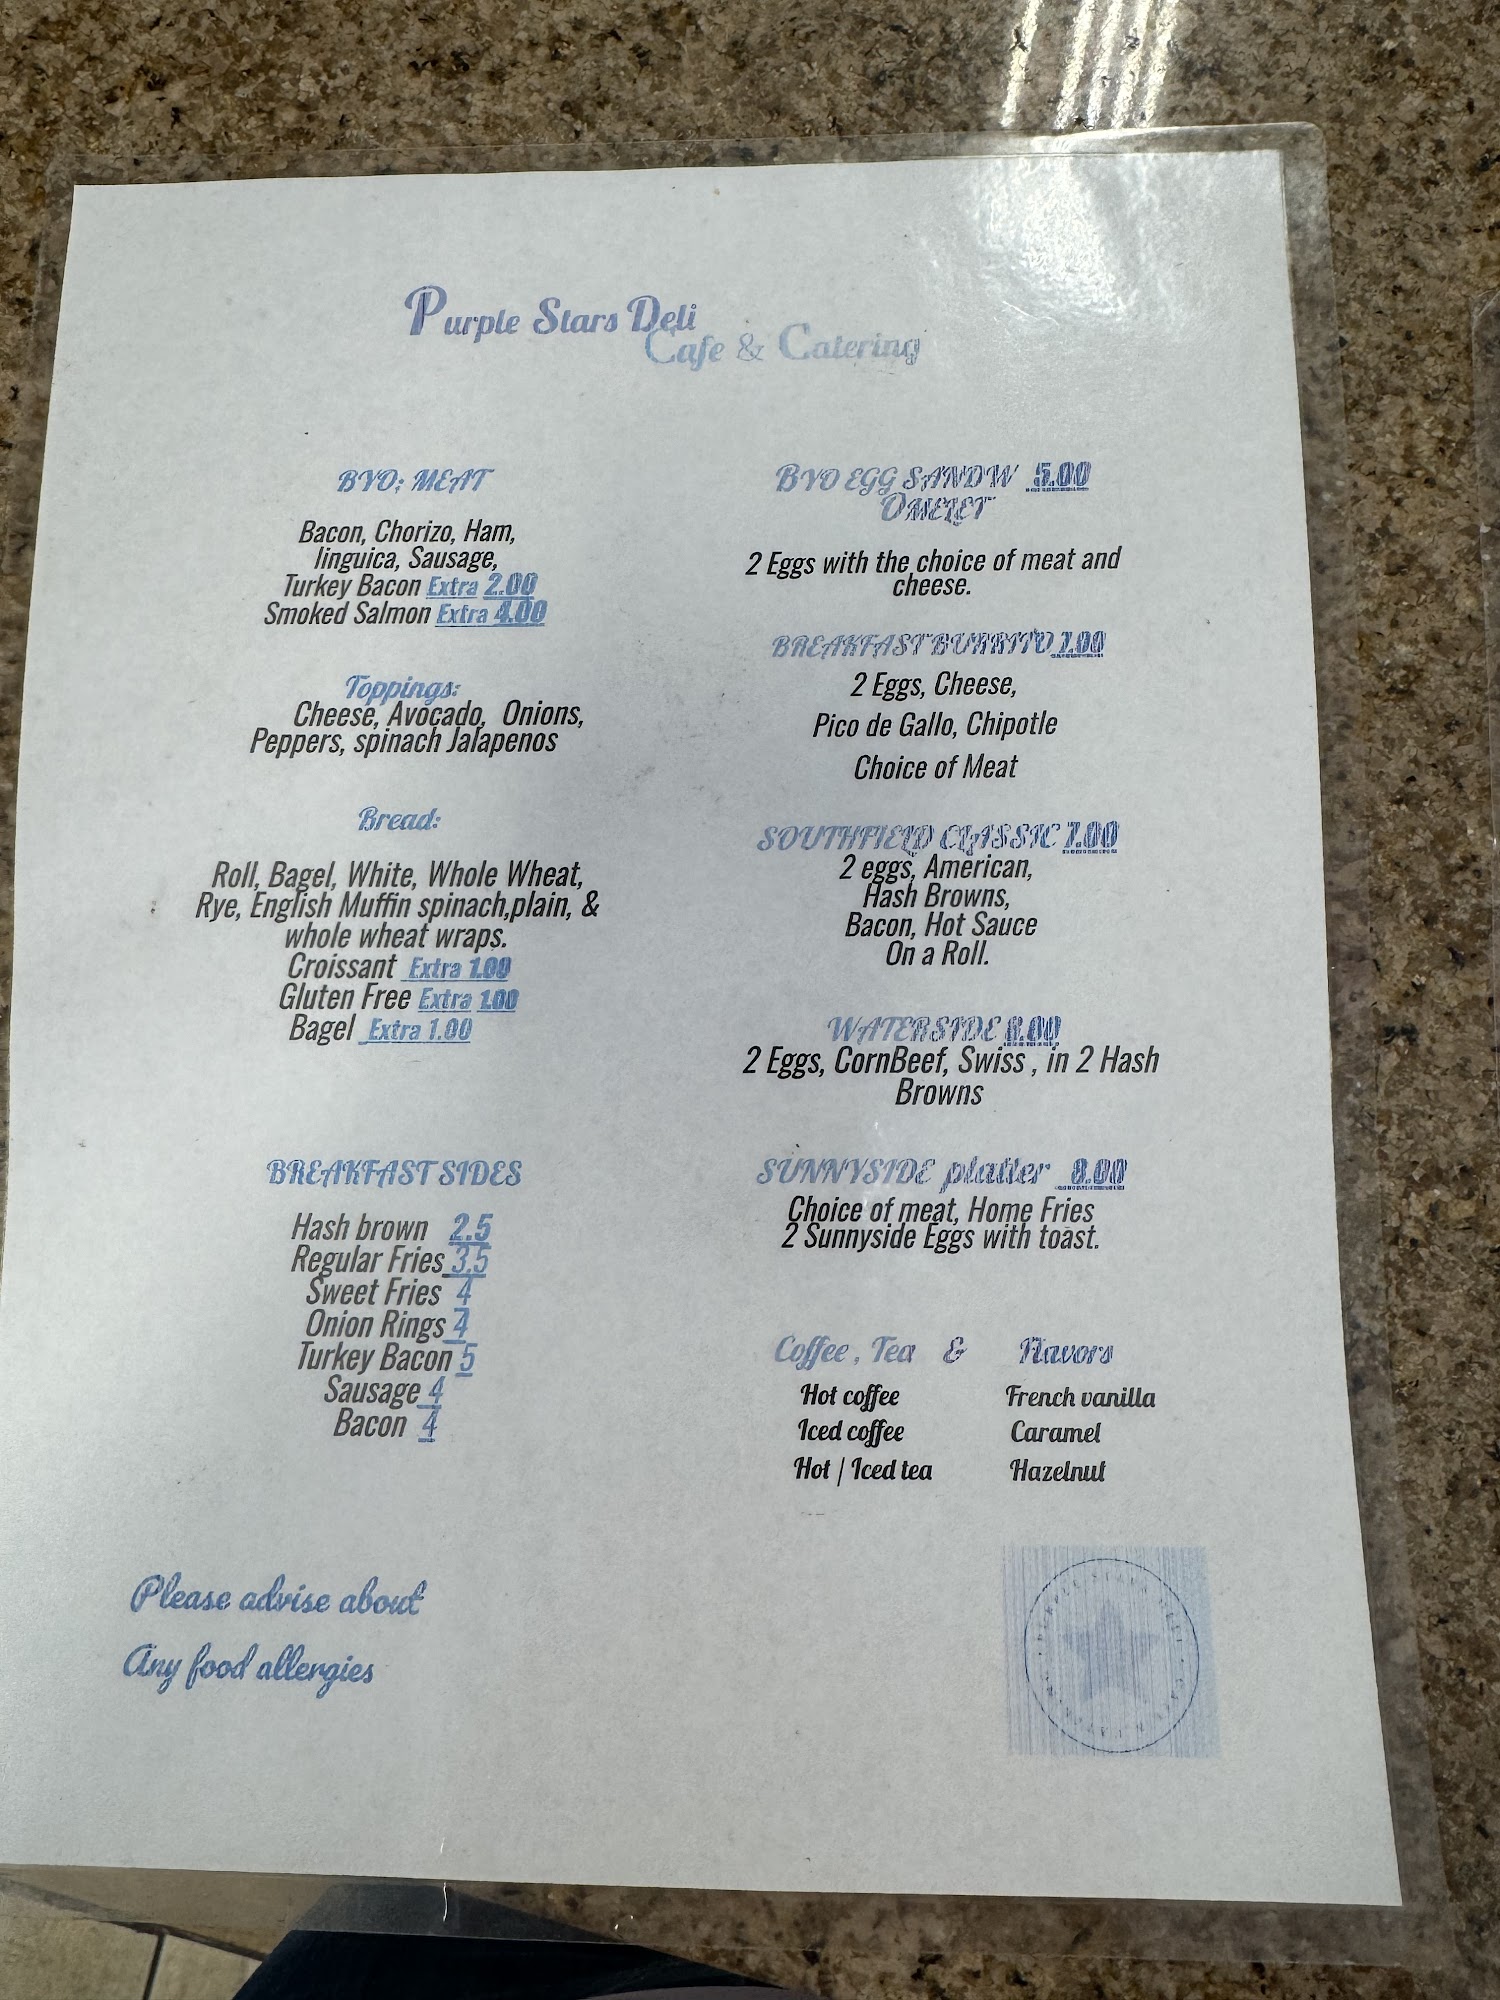 Purple Stars Deli
Cafe & Catering
BYO: MEAT
Bacon, Chorizo, Ham,
linguica, Sausage,
Turkey Bacon Extra 2.00
Smoked Salmon Extra 4.00
Toppings:
Cheese, Avocado, Onions,
Peppers, spinach Jalapenos
Bread:
Roll, Bagel, White, Whole Wheat,
Rye, English Muffin spinach,plain, &
whole wheat wraps.
Croissant Extra 1.00
Gluten Free Extra 1.00
Bagel Extra 1.00
BREAKFAST SIDES
Hash brown 2.5
Regular Fries 3.5
Sweet Fries 4
Onion Rings 4
Turkey Bacon 5
Sausage 4
Bacon 4
Please advise about
Any food allergies
BYO EGG SANDW 5.00
OMELET
2 Eggs with the choice of meat and
cheese.
BREAKFAST BURRITO
2 Eggs, Cheese,
Pico de Gallo, Chipotle
Choice of Meat
SOUTHFIELD CLASSIC 7.00
2 eggs, American,
Hash Browns,
Bacon, Hot Sauce
On a Roll.
WATERSIDE 8.00
2 Eggs, CornBeef, Swiss , in 2 Hash
Browns
SUNNYSIDE platter 8.00
Choice of meat, Home Fries
2 Sunnyside Eggs with toast.
Coffee , Tea & Flavors
Hot coffee French vanilla
Iced coffee Caramel
Hot / Iced tea Hazelnut